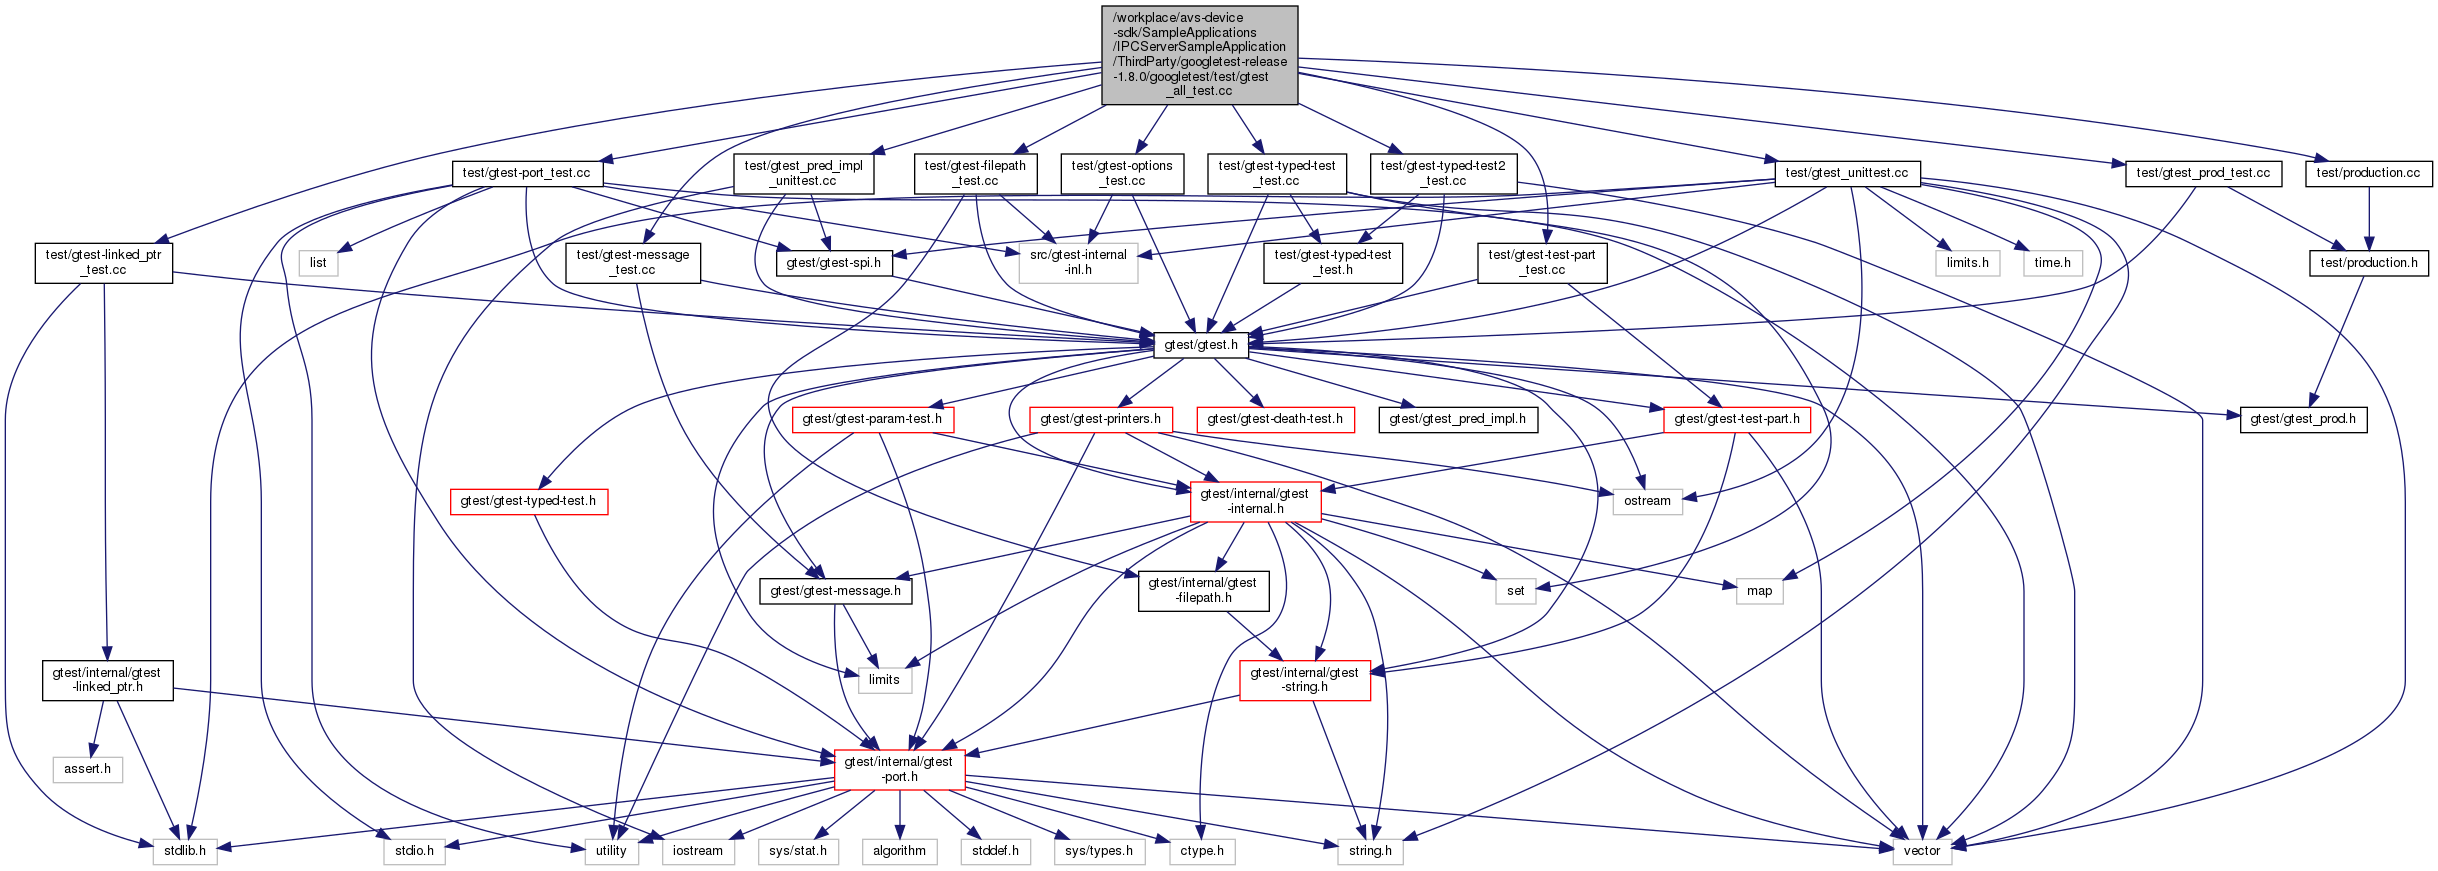 /workplace/avs-device
-sdk/SampleApplications
/IPCServerSampleApplication
/ThirdParty/googletest-release
-1.8.0/googletest/test/gtest
_all_test.cc
test/gtest-port_test.cc
test/gtest_pred_impl
_unittest.cc
test/gtest-filepath
_test.cc
test/gtest-options
_test.cc
test/gtest-typed-test
_test.cc
test/gtest-typed-test2
_test.cc
test/gtest_unittest.cc
test/gtest_prod_test.cc
test/production.cc
test/gtest-linked_ptr
_test.cc
list
test/gtest-message
_test.cc
gtest/gtest-spi.h
src/gtest-internal
-inl.h
test/gtest-typed-test
_test.h
test/gtest-test-part
_test.cc
limits.h
time.h
test/production.h
gtest/gtest.h
gtest/gtest-param-test.h
gtest/gtest-printers.h
gtest/gtest-death-test.h
gtest/gtest_pred_impl.h
gtest/gtest-test-part.h
gtest/gtest_prod.h
gtest/gtest-typed-test.h
gtest/internal/gtest
-internal.h
ostream
gtest/gtest-message.h
gtest/internal/gtest
-filepath.h
set
map
gtest/internal/gtest
-linked_ptr.h
limits
gtest/internal/gtest
-string.h
assert.h
gtest/internal/gtest
-port.h
stdlib.h
stdio.h
utility
iostream
sys/stat.h
algorithm
stddef.h
sys/types.h
ctype.h
string.h
vector